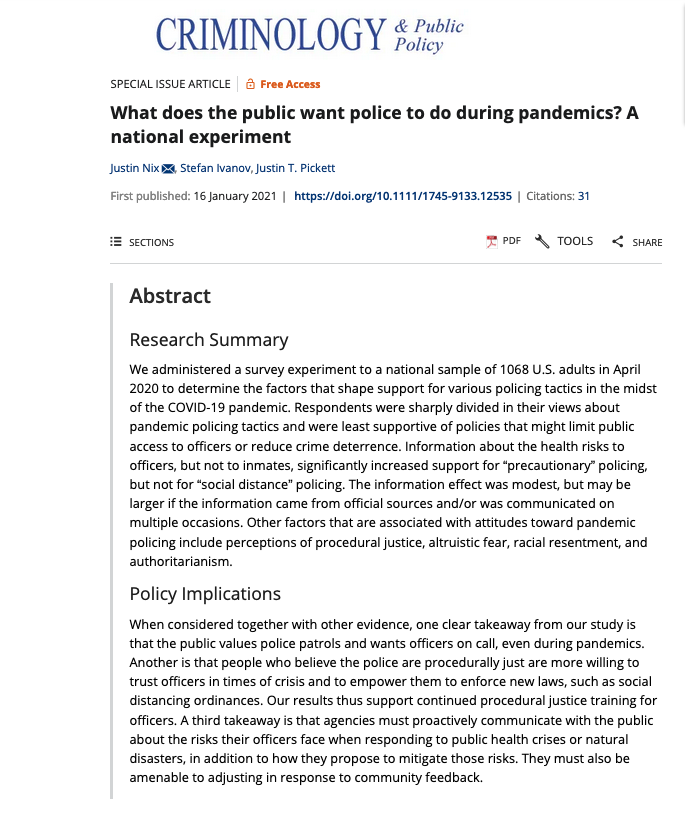 CRIMINOLOGY & Public
Policy
SPECIAL ISSUE ARTICLE Free Access
What does the public want police to do during pandemics? A
national experiment
Justin Nix, Stefan Ivanov, Justin T. Pickett
First published: 16 January 2021 | https://doi.org/10.1111/1745-9133.12535 | Citations: 31
SECTIONS PDF TOOLS SHARE
Abstract
Research Summary
We administered a survey experiment to a national sample of 1068 U.S. adults in April
2020 to determine the factors that shape support for various policing tactics in the midst
of the COVID-19 pandemic. Respondents were sharply divided in their views about
pandemic policing tactics and were least supportive of policies that might limit public
access to officers or reduce crime deterrence. Information about the health risks to
officers, but not to inmates, significantly increased support for “precautionary” policing,
but not for “social distance” policing. The information effect was modest, but may be
larger if the information came from official sources and/or was communicated on
multiple occasions. Other factors that are associated with attitudes toward pandemic
policing include perceptions of procedural justice, altruistic fear, racial resentment, and
authoritarianism.
Policy Implications
When considered together with other evidence, one clear takeaway from our study is
that the public values police patrols and wants officers on call, even during pandemics.
Another is that people who believe the police are procedurally just are more willing to
trust officers in times of crisis and to empower them to enforce new laws, such as social
distancing ordinances. Our results thus support continued procedural justice training for
officers. A third takeaway is that agencies must proactively communicate with the public
about the risks their officers face when responding to public health crises or natural
disasters, in addition to how they propose to mitigate those risks. They must also be
amenable to adjusting in response to community feedback.